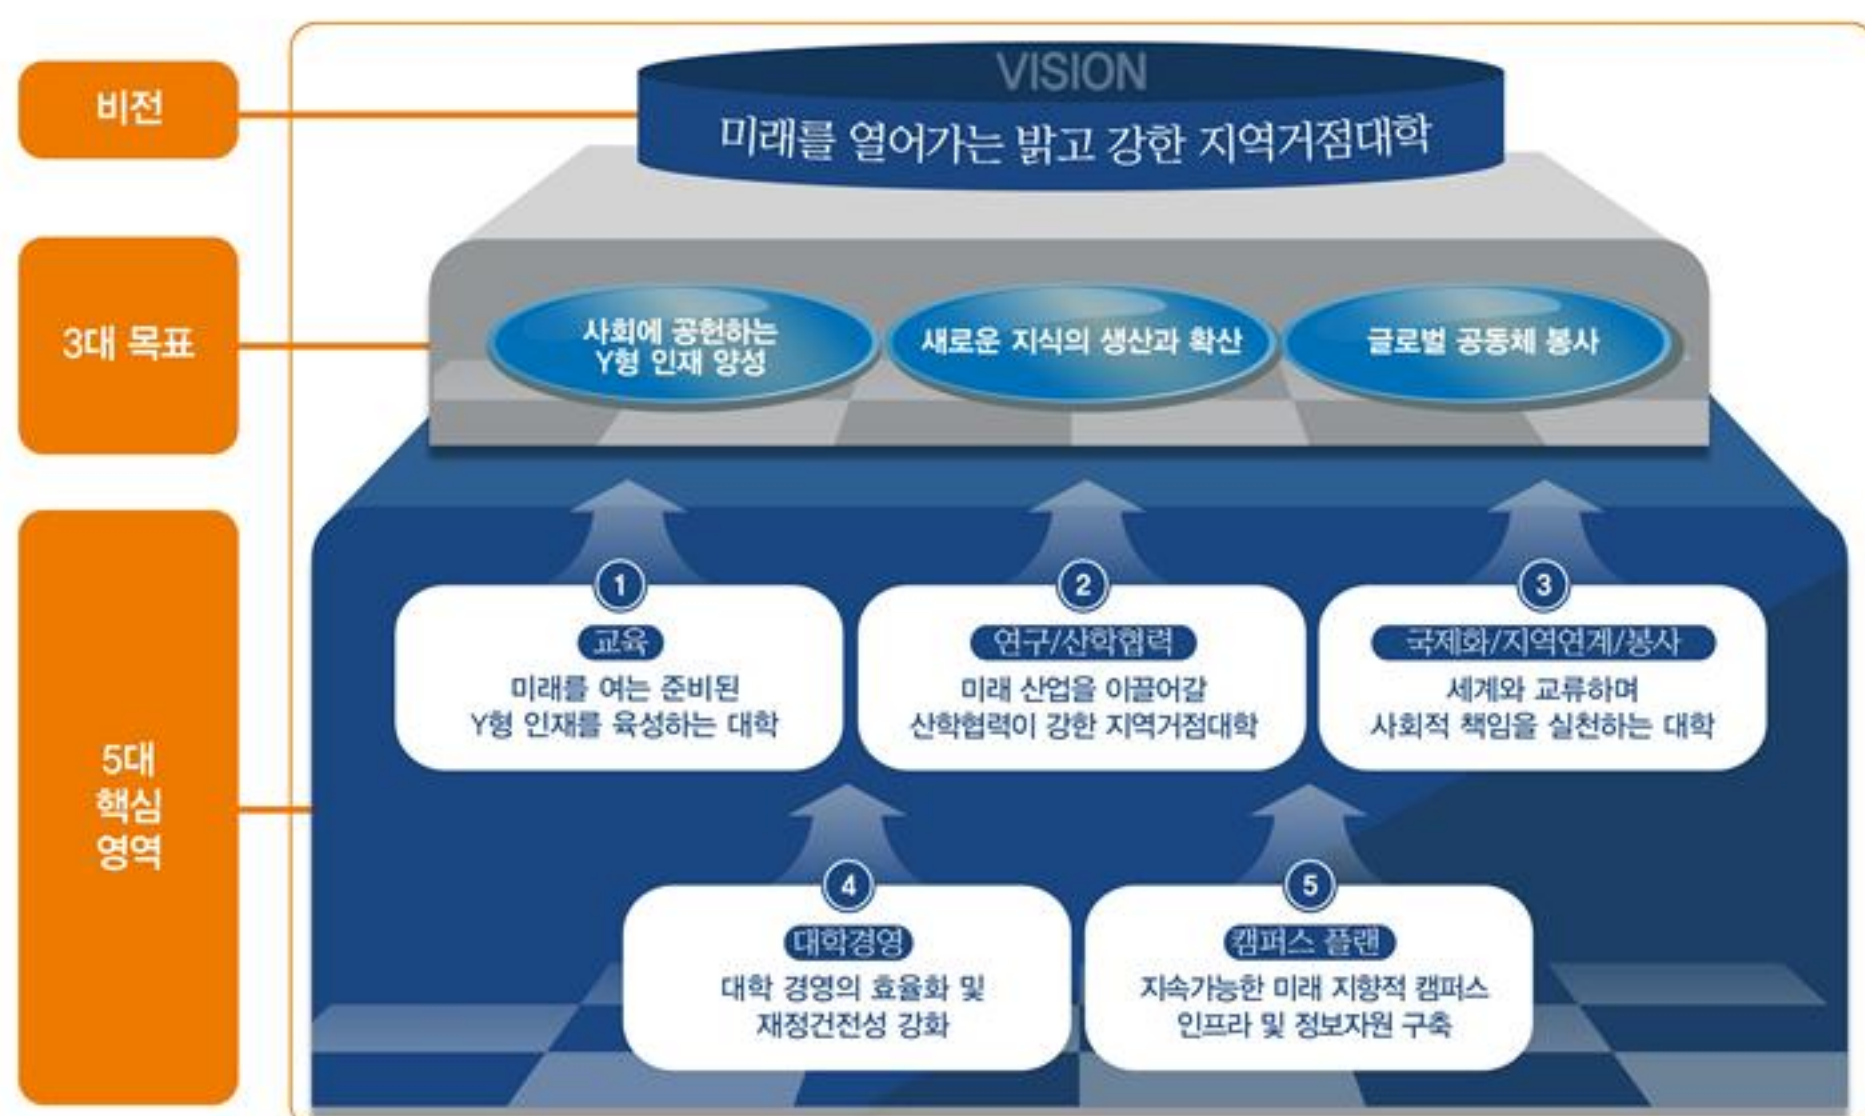 비전
VISION
미래를 열어가는 밝고 강한 지역거점대학
3대 목표
사회에 공헌하는
Y형 인재 양성
새로운 지식의 생산과 확산
글로벌 공동체 봉사
5대
핵심
영역
1
교육
미래를 여는 준비된
Y형 인재를 육성하는 대학
2
연구/산학협력
미래 산업을 이끌어갈
산학협력이 강한 지역거점대학
3
국제화/지역연계/봉사
세계와 교류하며
사회적 책임을 실천하는 대학
4
대학경영
대학 경영의 효율화 및
재정건전성 강화
5
캠퍼스 플랜
지속가능한 미래 지향적 캠퍼스
인프라 및 정보자원 구축